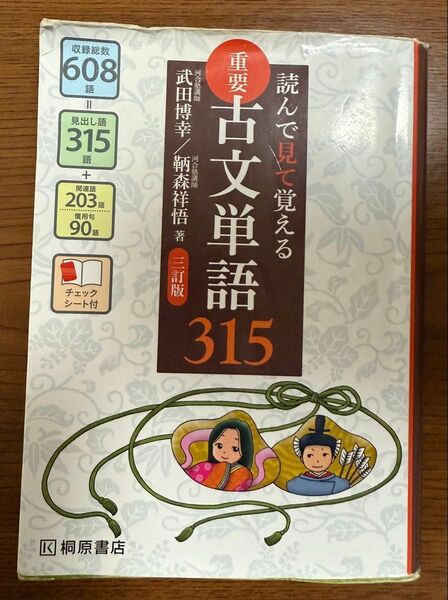 読んで見て覚える
重要
古文単語
315
河合塾講師
武田博幸／
河合塾講師
鞆森祥悟 著
三訂版
収録総数
608
語
=
見出し語
315
語
+
関連語
203語
慣用句
90語
チェック
シート付
桐原書店